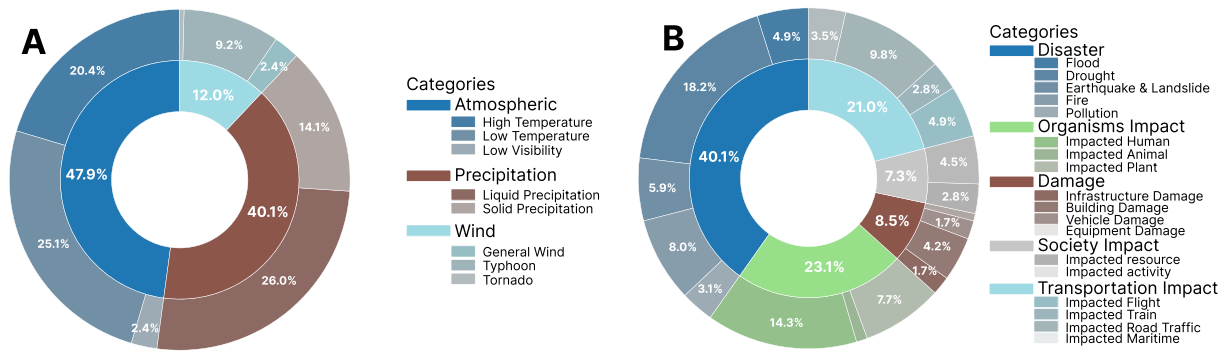 A
20.4%
9.2%
2.4%
12.0%
14.1%
47.9%
40.1%
25.1%
26.0%
2.4%
Categories
Atmospheric
High Temperature
Low Temperature
Low Visibility
Precipitation
Liquid Precipitation
Solid Precipitation
Wind
General Wind
Typhoon
Tornado
B
4.9%
3.5%
9.8%
18.2%
2.8%
21.0%
4.9%
40.1%
4.5%
7.3%
5.9%
2.8%
8.5%
1.7%
8.0%
4.2%
23.1%
1.7%
3.1%
7.7%
14.3%
Categories
Disaster
Flood
Drought
Earthquake & Landslide
Fire
Pollution
Organisms Impact
Impacted Human
Impacted Animal
Impacted Plant
Damage
Infrastructure Damage
Building Damage
Vehicle Damage
Equipment Damage
Society Impact
Impacted resource
Impacted activity
Transportation Impact
Impacted Flight
Impacted Train
Impacted Road Traffic
Impacted Maritime